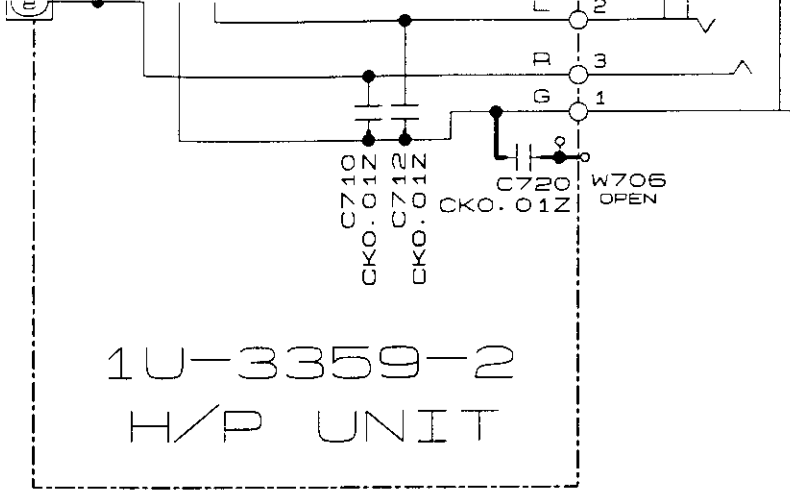 L 2
R 3
G 1
C710
CK0.01Z
C712
CK0.01Z
C720
CK0.01Z
W706
OPEN
1U-3359-2
H/P UNIT